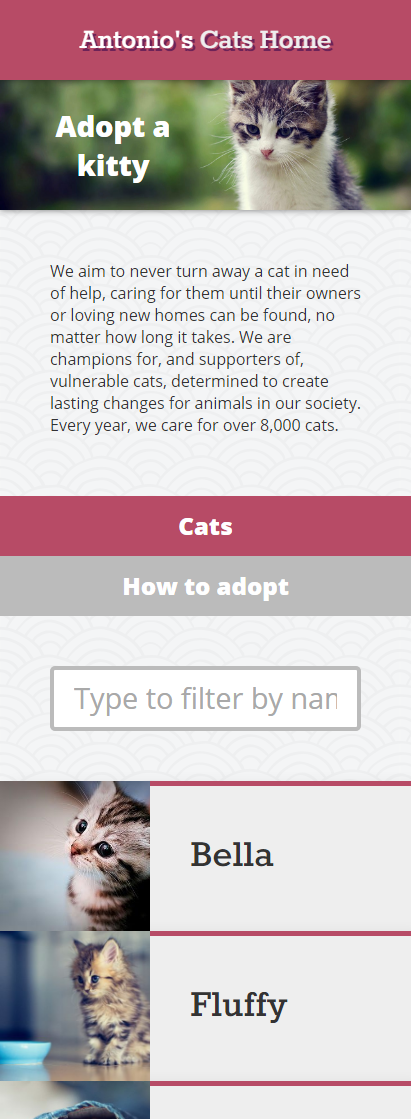 Antonio's Cats Home
Adopt a
kitty
We aim to never turn away a cat in need
of help, caring for them until their owners
or loving new homes can be found, no
matter how long it takes. We are
champions for, and supporters of,
vulnerable cats, determined to create
lasting changes for animals in our society.
Every year, we care for over 8,000 cats.
Cats
How to adopt
Type to filter by nan
Bella
Fluffy